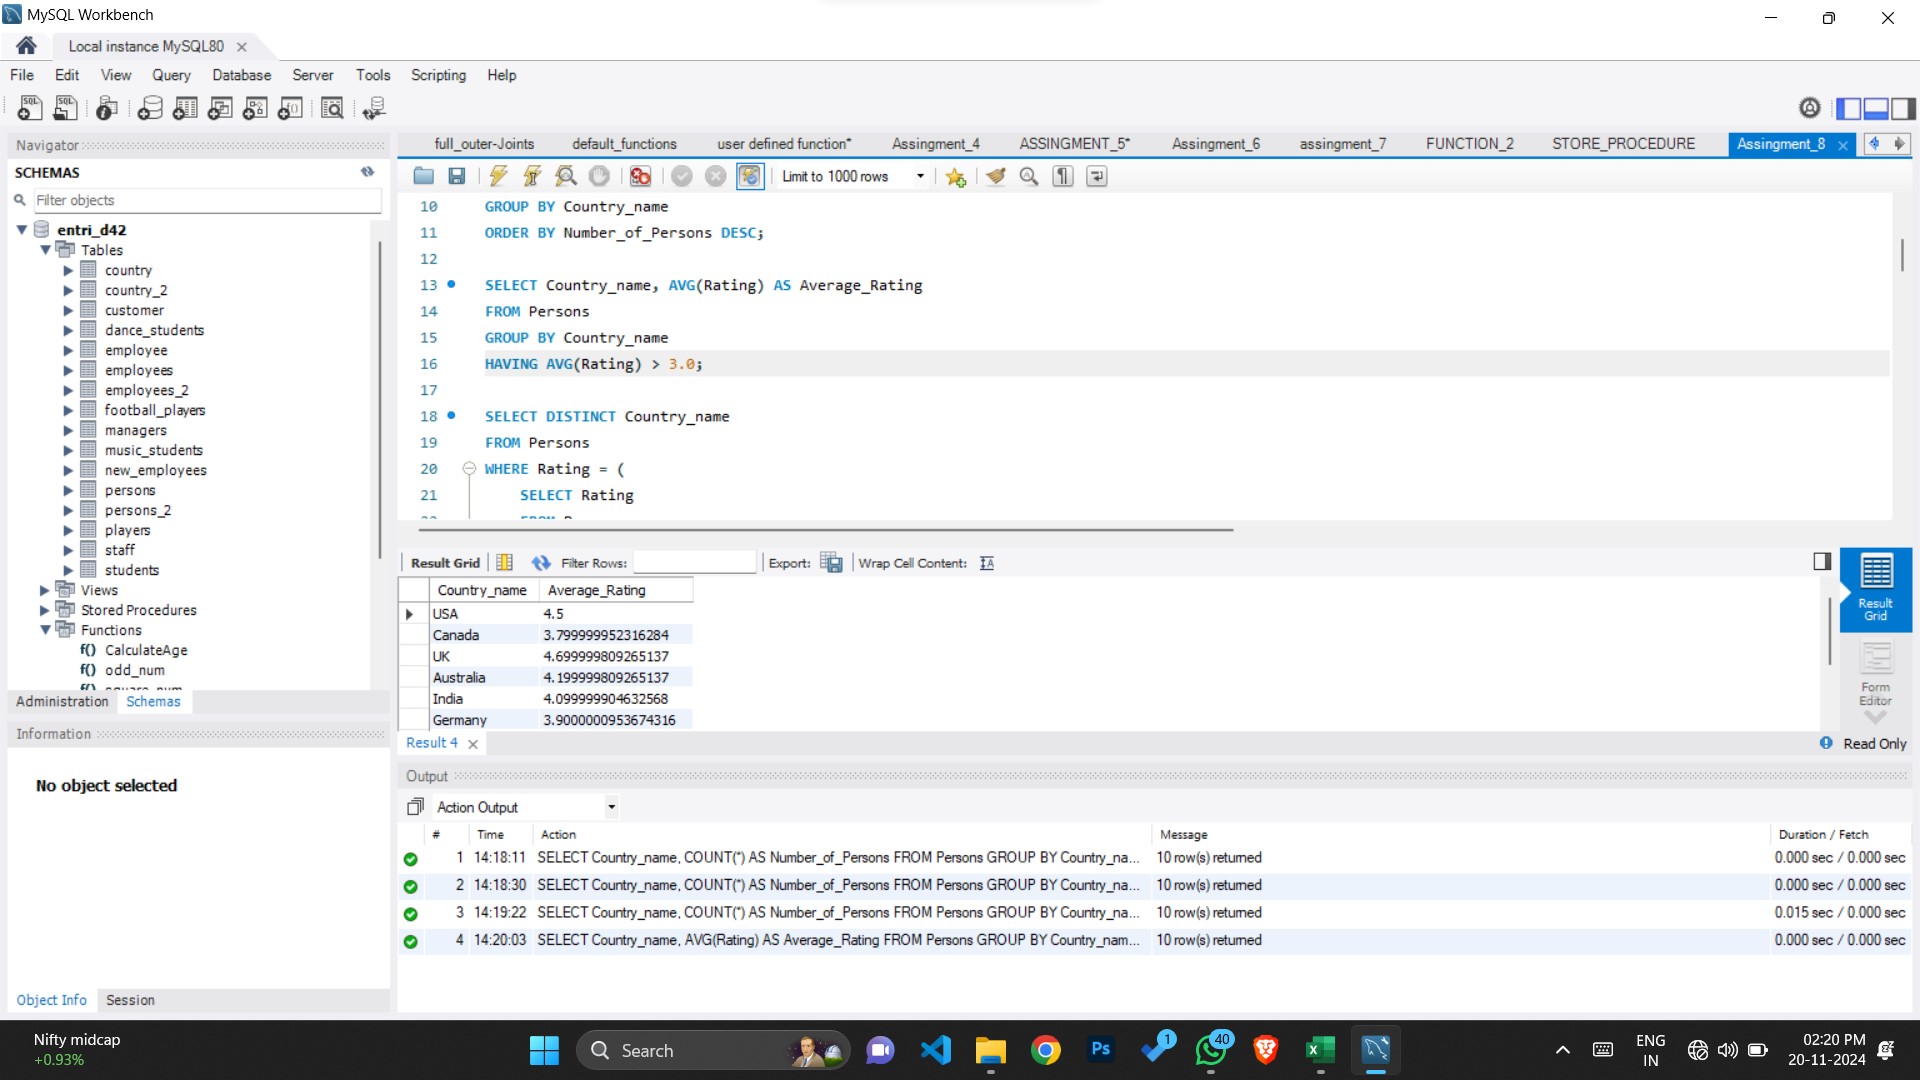 MySQL Workbench
Local instance MySQL80
File Edit View Query Database Server Tools Scripting Help
Navigator
SCHEMAS
Filter objects
entri_d42
Tables
country
country_2
customer
dance_students
employee
employees
employees_2
football_players
managers
music_students
new_employees
persons
persons_2
players
staff
students
Views
Stored Procedures
Functions
f() CalculateAge
f() odd_num
Administration Schemas
Information
No object selected
Object Info Session
full_outer-Joints default_functions user defined function* Assingment_4 ASSINGMENT_5* Assingment_6 assingment_7 FUNCTION_2 STORE_PROCEDURE Assingment_8
Limit to 1000 rows
10 GROUP BY Country_name
11 ORDER BY Number_of_Persons DESC;
12
13 SELECT Country_name, AVG(Rating) AS Average_Rating
14 FROM Persons
15 GROUP BY Country_name
16 HAVING AVG(Rating) > 3.0;
17
18 SELECT DISTINCT Country_name
19 FROM Persons
20 WHERE Rating = (
21 SELECT Rating
Result Grid Filter Rows: Export: Wrap Cell Content:
Country_name Average_Rating
USA 4.5
Canada 3.799999952316284
UK 4.699999809265137
Australia 4.199999809265137
India 4.099999904632568
Germany 3.9000000953674316
Result Grid
Form Editor
Result 4
Read Only
Output
Action Output
# Time Action Message Duration / Fetch
1 14:18:11 SELECT Country_name, COUNT(*) AS Number_of_Persons FROM Persons GROUP BY Country_na... 10 row(s) returned 0.000 sec / 0.000 sec
2 14:18:30 SELECT Country_name, COUNT(*) AS Number_of_Persons FROM Persons GROUP BY Country_na... 10 row(s) returned 0.000 sec / 0.000 sec
3 14:19:22 SELECT Country_name, COUNT(*) AS Number_of_Persons FROM Persons GROUP BY Country_na... 10 row(s) returned 0.015 sec / 0.000 sec
4 14:20:03 SELECT Country_name, AVG(Rating) AS Average_Rating FROM Persons GROUP BY Country_nam... 10 row(s) returned 0.000 sec / 0.000 sec
Nifty midcap
+0.93%
Search
Ps
1
40
ENG
IN
02:20 PM
20-11-2024